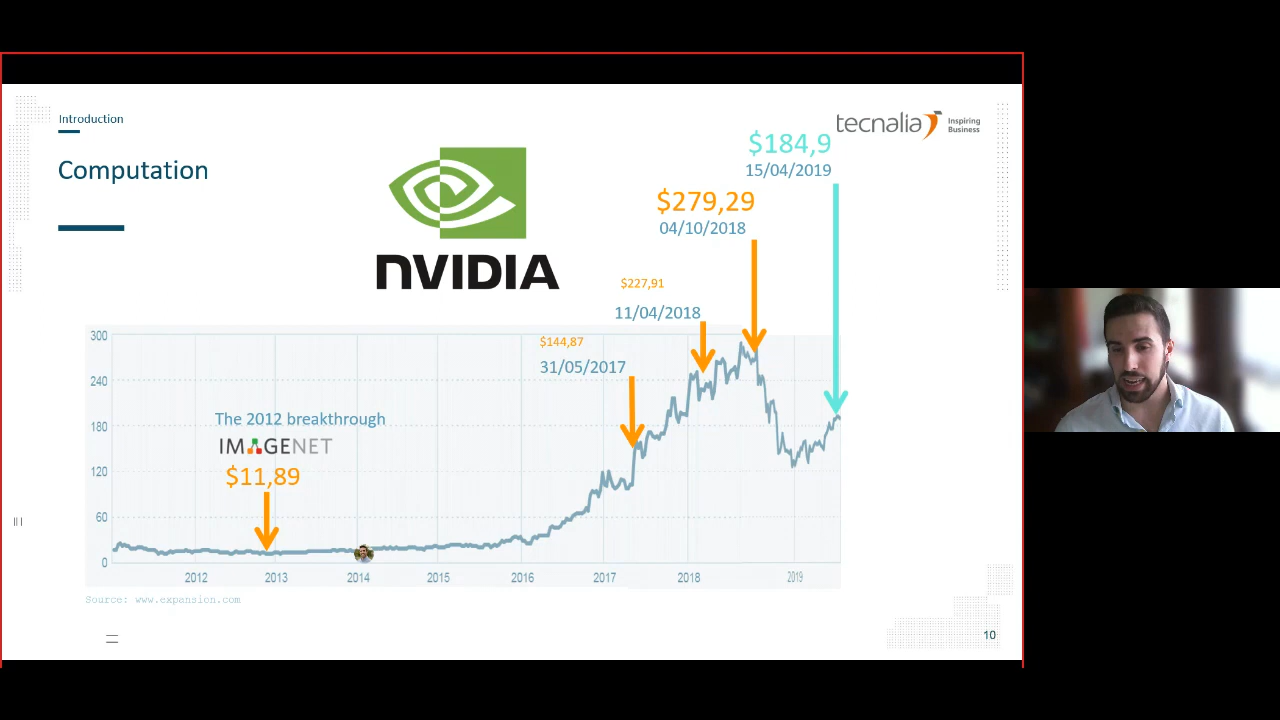 Introduction
tecnalia Inspiring
Business
Computation
$184,9
15/04/2019
$279,29
04/10/2018
NVIDIA
$227,91
11/04/2018
$144,87
31/05/2017
The 2012 breakthrough
IMAGENET
$11,89
300
240
180
120
60
0
2012 2013 2014 2015 2016 2017 2018 2019
Source: www.expansion.com
10